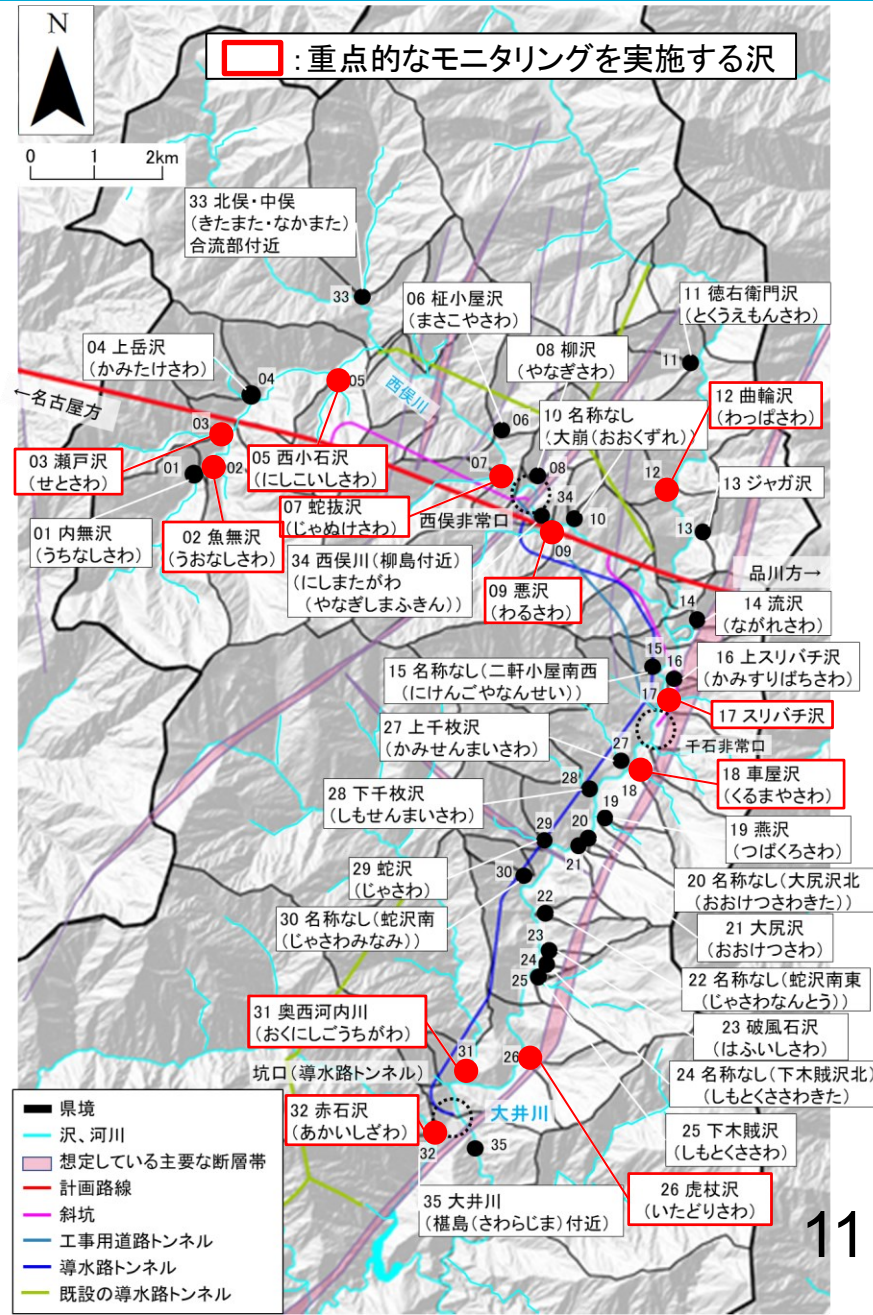 N
：重点的なモニタリングを実施する沢
0 1 2km
33 北俣・中俣
（きたまた・なかまた）
合流部付近
33
06 柾小屋沢
（まさこやさわ）
11 徳右衛門沢
（とくうえもんさわ）
04 上岳沢
（かみたけさわ）
08 柳沢
（やなぎさわ）
11
←名古屋方
04
05
西俣川
10 名称なし
（大崩（おおくずれ））
12 曲輪沢
（わっぱさわ）
03
06
03 瀬戸沢
（せとさわ）
05 西小石沢
（にしこいしさわ）
01
02
07
08
12
13 ジャガ沢
07 蛇抜沢
（じゃぬけさわ）
34
10
13
01 内無沢
（うちなしさわ）
02 魚無沢
（うおなしさわ）
西俣非常口
09
34 西俣川（柳島付近）
（にしまたがわ
（やなぎしまふきん））
09 悪沢
（わるさわ）
品川方→
14
14 流沢
（ながれさわ）
15 名称なし（二軒小屋南西
（にけんごやなんせい））
15
16
16 上スリバチ沢
（かみすりばちさわ）
17
17 スリバチ沢
27 上千枚沢
（かみせんまいさわ）
千石非常口
27
18
18 車屋沢
（くるまやさわ）
28 下千枚沢
（しもせんまいさわ）
28
19
19 燕沢
（つばくろさわ）
29
20
21
29 蛇沢
（じゃさわ）
30
20 名称なし（大尻沢北
（おおけつさわきた））
30 名称なし（蛇沢南
（じゃさわみなみ））
22
21 大尻沢
（おおけつさわ）
23
24
25
22 名称なし（蛇沢南東
（じゃさわなんとう））
31 奥西河内川
（おくにしごうちがわ）
23 破風石沢
（はふいしさわ）
31
26
坑口（導水路トンネル）
24 名称なし（下木賊沢北）
（しもとくささわきた）
32 赤石沢
（あかいしざわ）
大井川
25 下木賊沢
（しもとくささわ）
32
35
35 大井川
（椹島（さわらじま）付近）
26 虎杖沢
（いたどりさわ）
県境
沢、河川
想定している主要な断層帯
計画路線
斜坑
工事用道路トンネル
導水路トンネル
既設の導水路トンネル
11